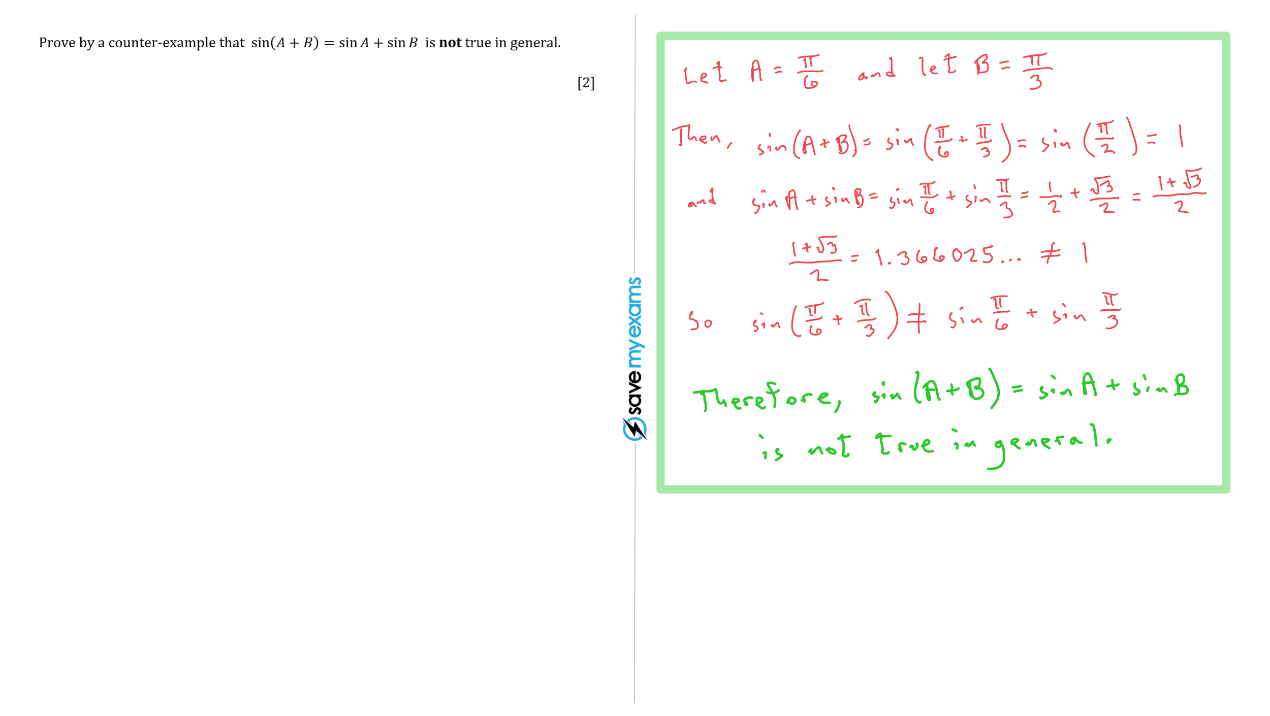 Prove by a counter-example that sin(A + B) = sin A + sin B is not true in general.
[2]
savemyexams
Let A = π/6 and let B = π/3
Then, sin(A+B) = sin(π/6 + π/3) = sin(π/2) = 1
and sin A + sin B = sin π/6 + sin π/3 = 1/2 + √3/2 = (1+√3)/2
(1+√3)/2 = 1.366025... ≠ 1
So sin(π/6 + π/3) ≠ sin π/6 + sin π/3
Therefore, sin(A+B) = sin A + sin B
is not true in general.